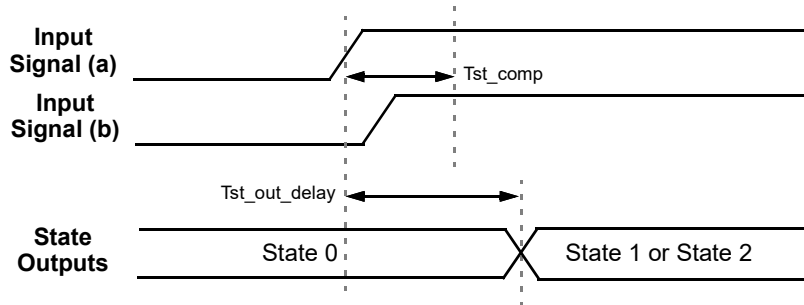 Input
Signal (a)
Tst_comp
Input
Signal (b)
Tst_out_delay
State
Outputs
State 0
State 1 or State 2